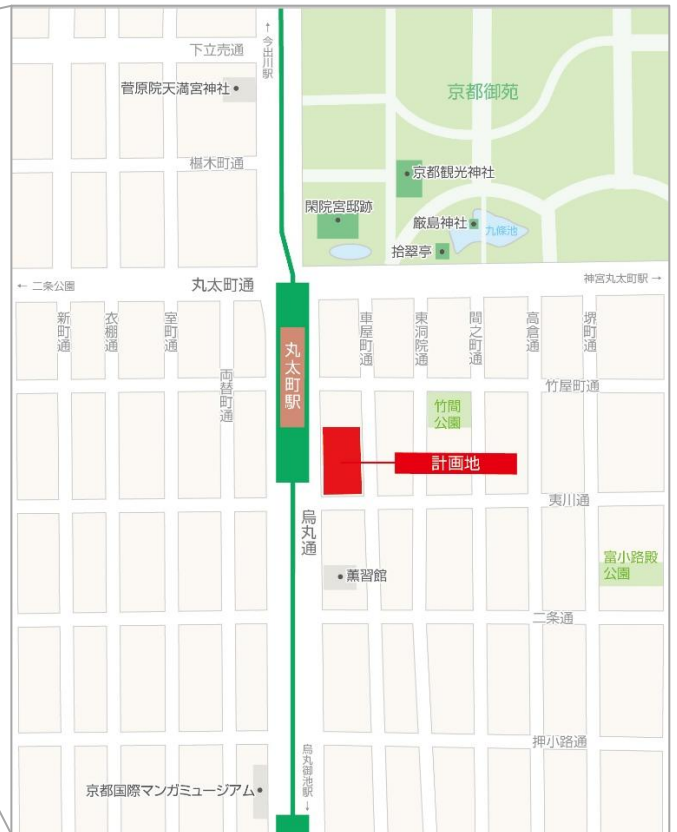 ↑今出川駅
下立売通
菅原院天満宮神社
京都御苑
椹木町通
京都観光神社
閑院宮邸跡
厳島神社
九條池
拾翠亭
← 二条公園
丸太町通
神宮丸太町駅 →
新町通
衣棚通
室町通
両替町通
丸太町駅
車屋町通
東洞院通
間之町通
高倉通
堺町通
竹屋町通
竹間
公園
計画地
夷川通
烏丸通
富小路殿
公園
薫習館
二条通
押小路通
烏丸御池駅↓
京都国際マンガミュージアム